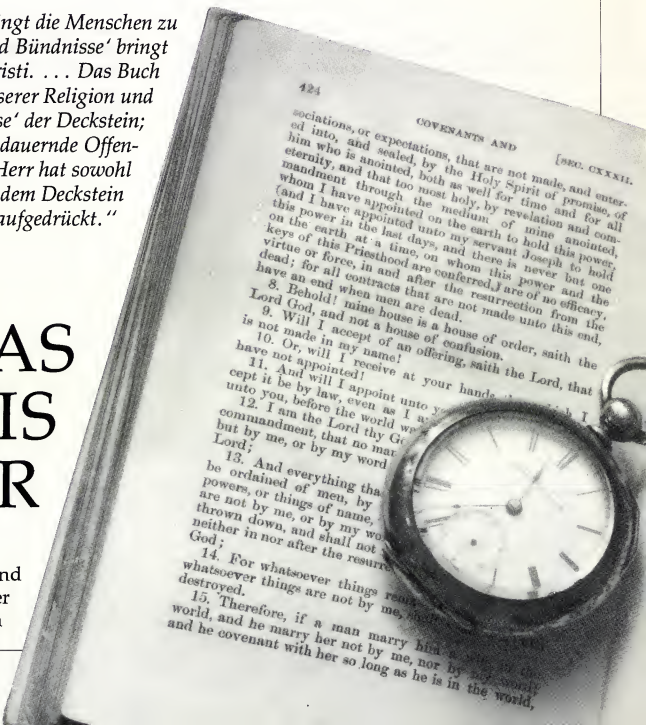 ngt die Menschen zu
d Bündnisse' bringt
risti. . . . Das Buch
serer Religion und
se' der Deckstein;
dauernde Offen-
Herr hat sowohl
dem Deckstein
aufgedrückt."
AS
IS
R
nd
er
n
424 COVENANTS AND [SEC. CXXXII.
sociations, or expectations, that are not made, and enter-
ed into, and sealed, by the Holy Spirit of promise, of
him who is anointed, both as well for time and for all
eternity, and that too most holy, by revelation and com-
mandment through the medium of mine anointed,
whom I have appointed on the earth to hold this power,
(and I have appointed unto my servant Joseph to hold
this power in the last days, and there is never but one
on the earth at a time, on whom this power and the
keys of this Priesthood are conferred,) are of no efficacy,
virtue or force, in and after the resurrection from the
dead; for all contracts that are not made unto this end,
have an end when men are dead.
8. Behold! mine house is a house of order, saith the
Lord God, and not a house of confusion.
9. Will I accept of an offering, saith the Lord, that
is not made in my name!
10. Or, will I receive at your hands
have not appointed!
11. And will I appoint unto
cept it be by law, even as I
unto you, before the world
12. I am the Lord thy
commandment, that no
but by me, or by my word
Lord;
13. And everything
be ordained of men, by
powers, or things of name,
are not by me, or by my
thrown down, and shall not
neither in nor after the
God;
14. For whatsoever things
whatsoever things are not by me,
destroyed.
15. Therefore, if a man marry
world, and he marry her not by me, nor by
and he covenant with her so long as he is in the world,